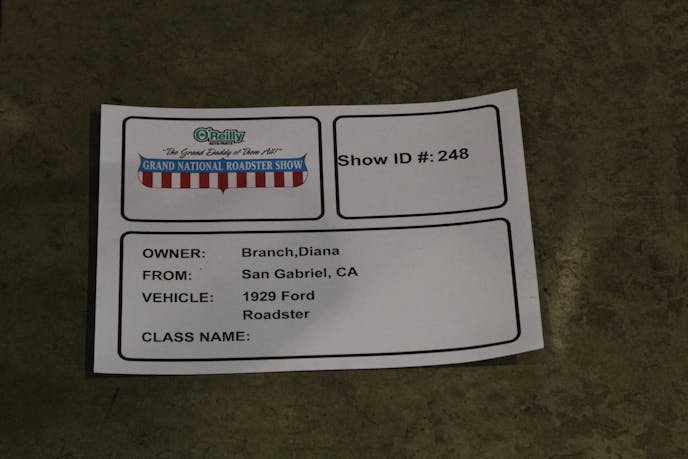 O'Reilly
AUTO PARTS
"The Grand Daddy of Them All!"
GRAND NATIONAL ROADSTER SHOW
Show ID #: 248
OWNER: Branch,Diana
FROM: San Gabriel, CA
VEHICLE: 1929 Ford
Roadster
CLASS NAME: